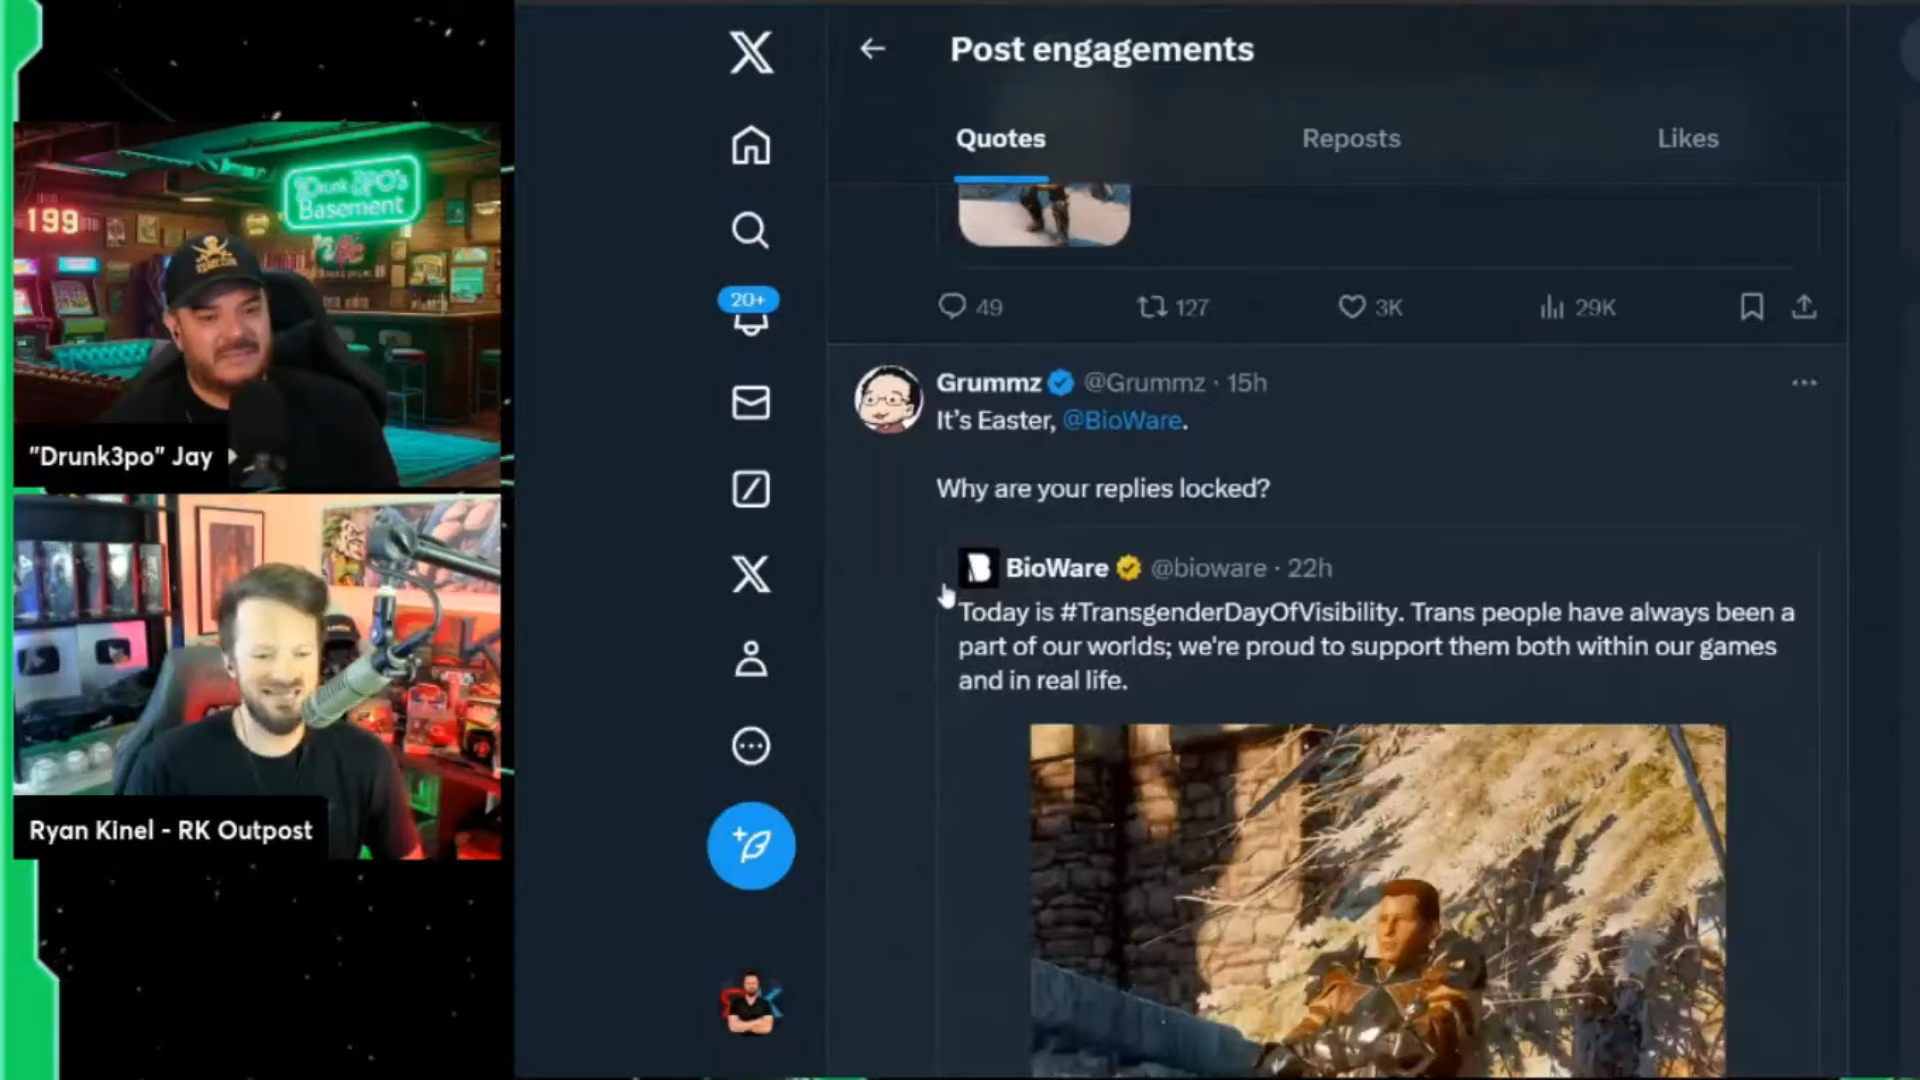 Post engagements
Quotes
Reposts
Likes
Drunk 3PO's
Basement
199
"Drunk3po" Jay
Ryan Kinel - RK Outpost
20+
49
127
3K
29K
Grummz @Grummz · 15h
It's Easter, @BioWare.
Why are your replies locked?
BioWare @bioware · 22h
Today is #TransgenderDayOfVisibility. Trans people have always been a
part of our worlds; we're proud to support them both within our games
and in real life.